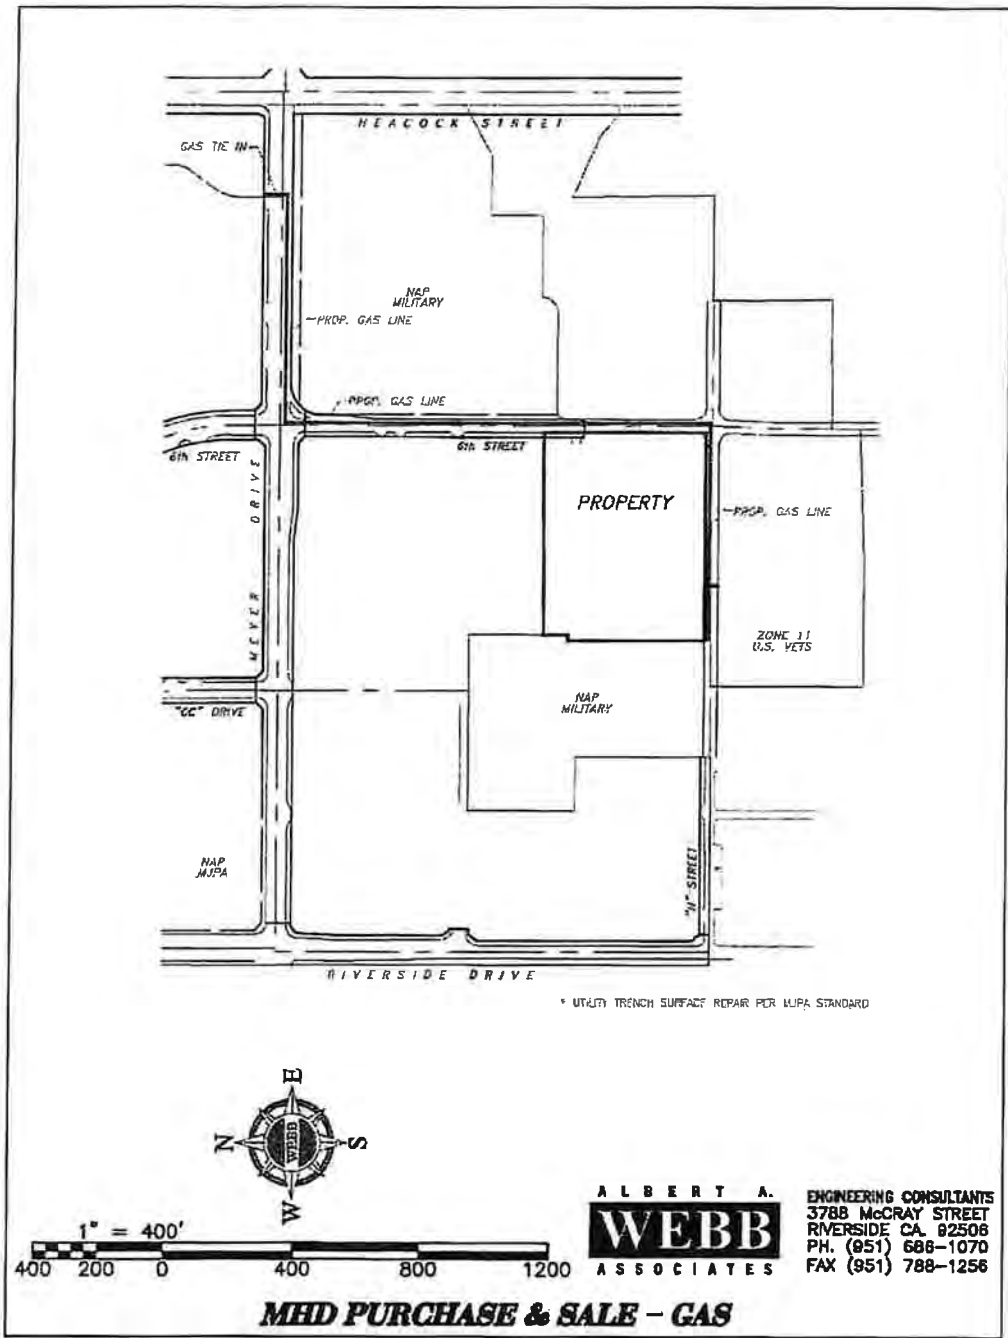 HEACOCK STREET
GAS TIE IN
NAP
MILITARY
PROP. GAS LINE
PROP. GAS LINE
6th STREET
6th STREET
MEYER DRIVE
PROPERTY
PROP. GAS LINE
ZONE 11
U.S. VETS
NAP
MILITARY
"CC" DRIVE
NAP
MJPA
"H" STREET
RIVERSIDE DRIVE
* UTILITY TRENCH SURFACE REPAIR PER MJPA STANDARD
E
N
S
WEBB
W
1" = 400'
400 200 0 400 800 1200
ALBERT A.
WEBB
ASSOCIATES
ENGINEERING CONSULTANTS
3788 McCRAY STREET
RIVERSIDE CA. 92506
PH. (951) 686-1070
FAX (951) 788-1256
MHD PURCHASE & SALE - GAS